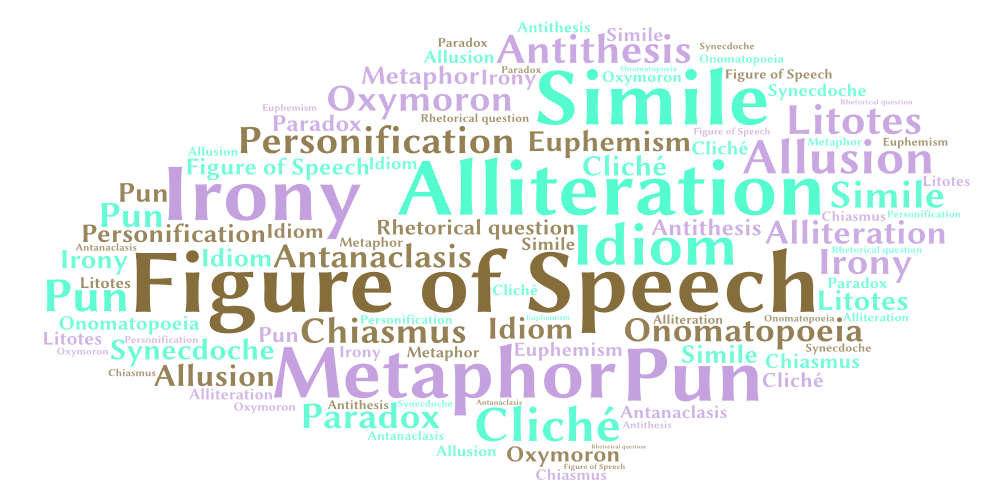 Antithesis
Simile
Paradox
Antithesis
Synecdoche
Allusion
Onomatopoeia
Metaphor
Irony
Paradox
Onomatopoeia
Oxymoron
Simile
Figure of Speech
Synecdoche
Oxymoron
Euphemism
Rhetorical question
Paradox
Rhetorical question
Litotes
Personification
Euphemism
Figure of Speech
Cliché
Metaphor
Euphemism
Allusion
Allusion
Figure of Speech
Idiom
Cliché
Irony
Alliteration
Pun
Simile
Litotes
Pun
Chiasmus
Personification
Personification
Idiom
Rhetorical question
Antithesis
Alliteration
Antanaclasis
Metaphor
Simile
Idiom
Rhetorical question
Irony
Idiom
Antanaclasis
Irony
Figure of Speech
Litotes
Pun
Cliché
Paradox
Litotes
Onomatopoeia
Personification
Euphemism
Alliteration
Onomatopoeia
Alliteration
Litotes
Personification
Pun
Chiasmus
Idiom
Onomatopoeia
Oxymoron
Synecdoche
Irony
Metaphor
Euphemism
Simile
Synecdoche
Chiasmus
Chiasmus
Allusion
Metaphor
Pun
Cliché
Alliteration
Oxymoron
Antithesis
Synecdoche
Antanaclasis
Paradox
Cliché
Antanaclasis
Antithesis
Antanaclasis
Allusion
Oxymoron
Rhetorical question
Figure of Speech
Chiasmus